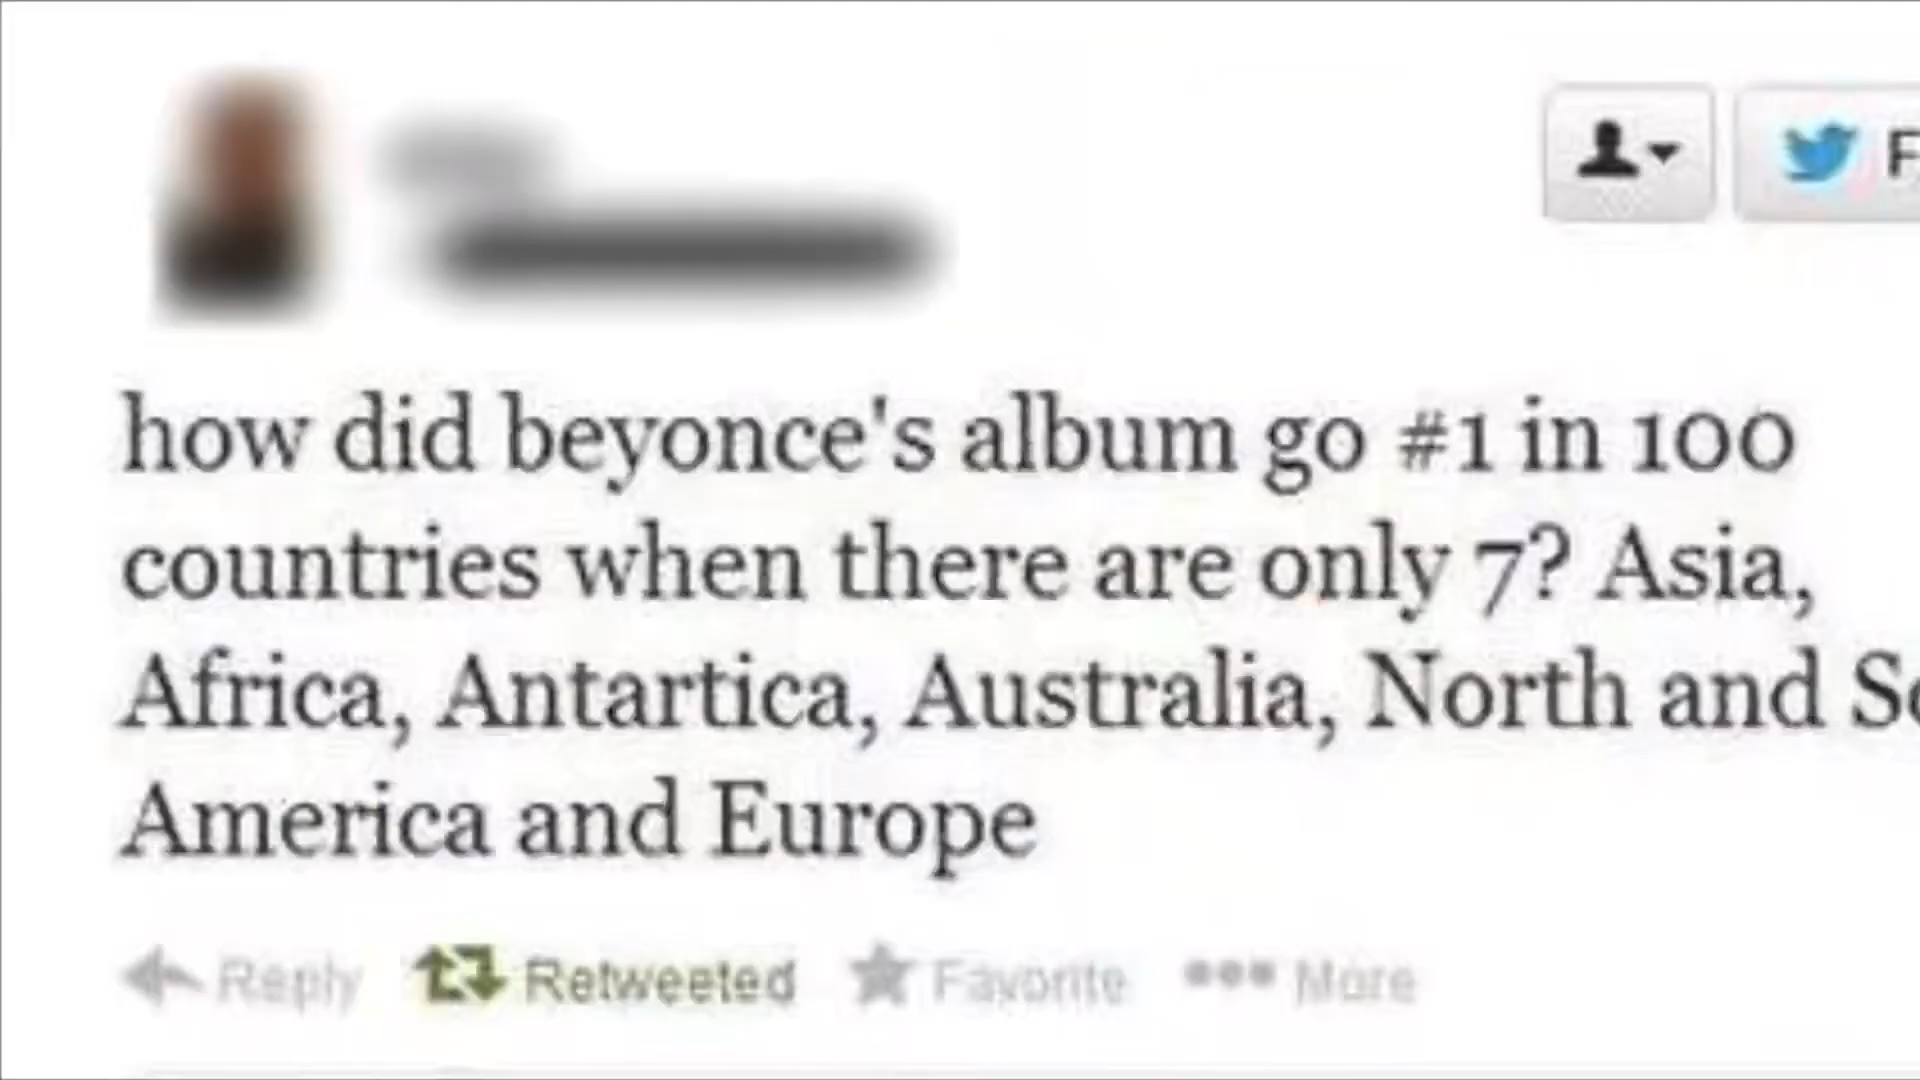 F
how did beyonce's album go #1 in 100
countries when there are only 7? Asia,
Africa, Antartica, Australia, North and So
America and Europe
Reply Retweeted Favorite More